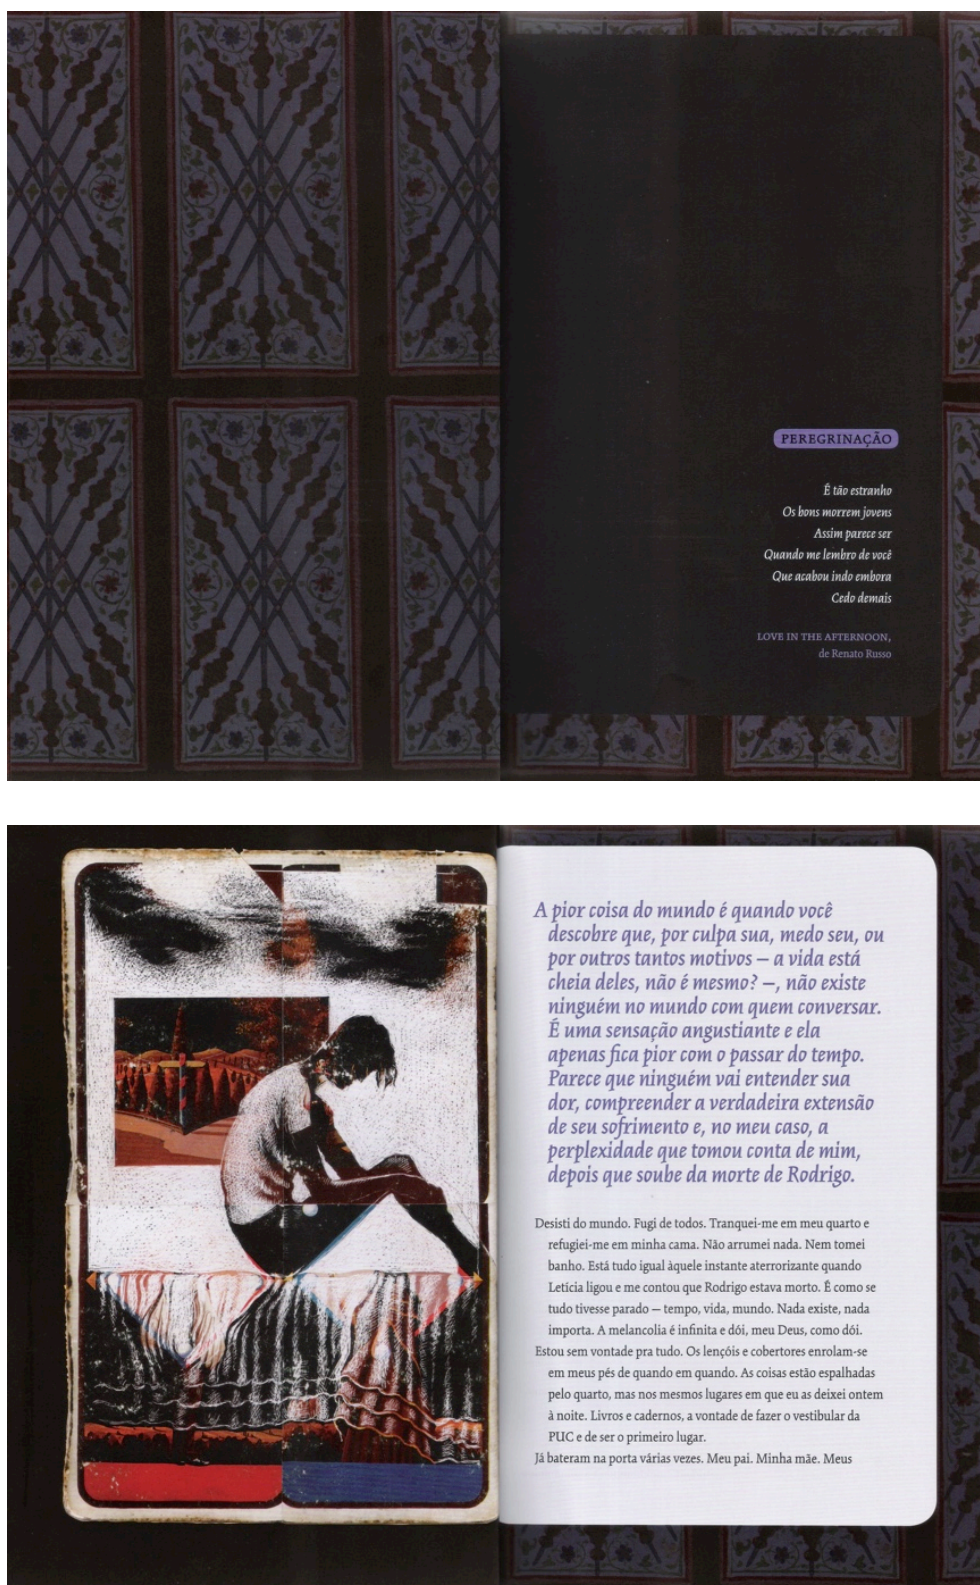 PEREGRINAÇÃO
É tão estranho
Os bons morrem jovens
Assim parece ser
Quando me lembro de você
Que acabou indo embora
Cedo demais
LOVE IN THE AFTERNOON,
de Renato Russo
A pior coisa do mundo é quando você
descobre que, por culpa sua, medo seu, ou
por outros tantos motivos – a vida está
cheia deles, não é mesmo? –, não existe
ninguém no mundo com quem conversar.
É uma sensação angustiante e ela
apenas fica pior com o passar do tempo.
Parece que ninguém vai entender sua
dor, compreender a verdadeira extensão
de seu sofrimento e, no meu caso, a
perplexidade que tomou conta de mim,
depois que soube da morte de Rodrigo.
Desisti do mundo. Fugi de todos. Tranquei-me em meu quarto e
refugiei-me em minha cama. Não arrumei nada. Nem tomei
banho. Está tudo igual àquele instante aterrorizante quando
Letícia ligou e me contou que Rodrigo estava morto. É como se
tudo tivesse parado – tempo, vida, mundo. Nada existe, nada
importa. A melancolia é infinita e dói, meu Deus, como dói.
Estou sem vontade pra tudo. Os lençóis e cobertores enrolam-se
em meus pés de quando em quando. As coisas estão espalhadas
pelo quarto, mas nos mesmos lugares em que eu as deixei ontem
à noite. Livros e cadernos, a vontade de fazer o vestibular da
PUC e de ser o primeiro lugar.
Já bateram na porta várias vezes. Meu pai. Minha mãe. Meus